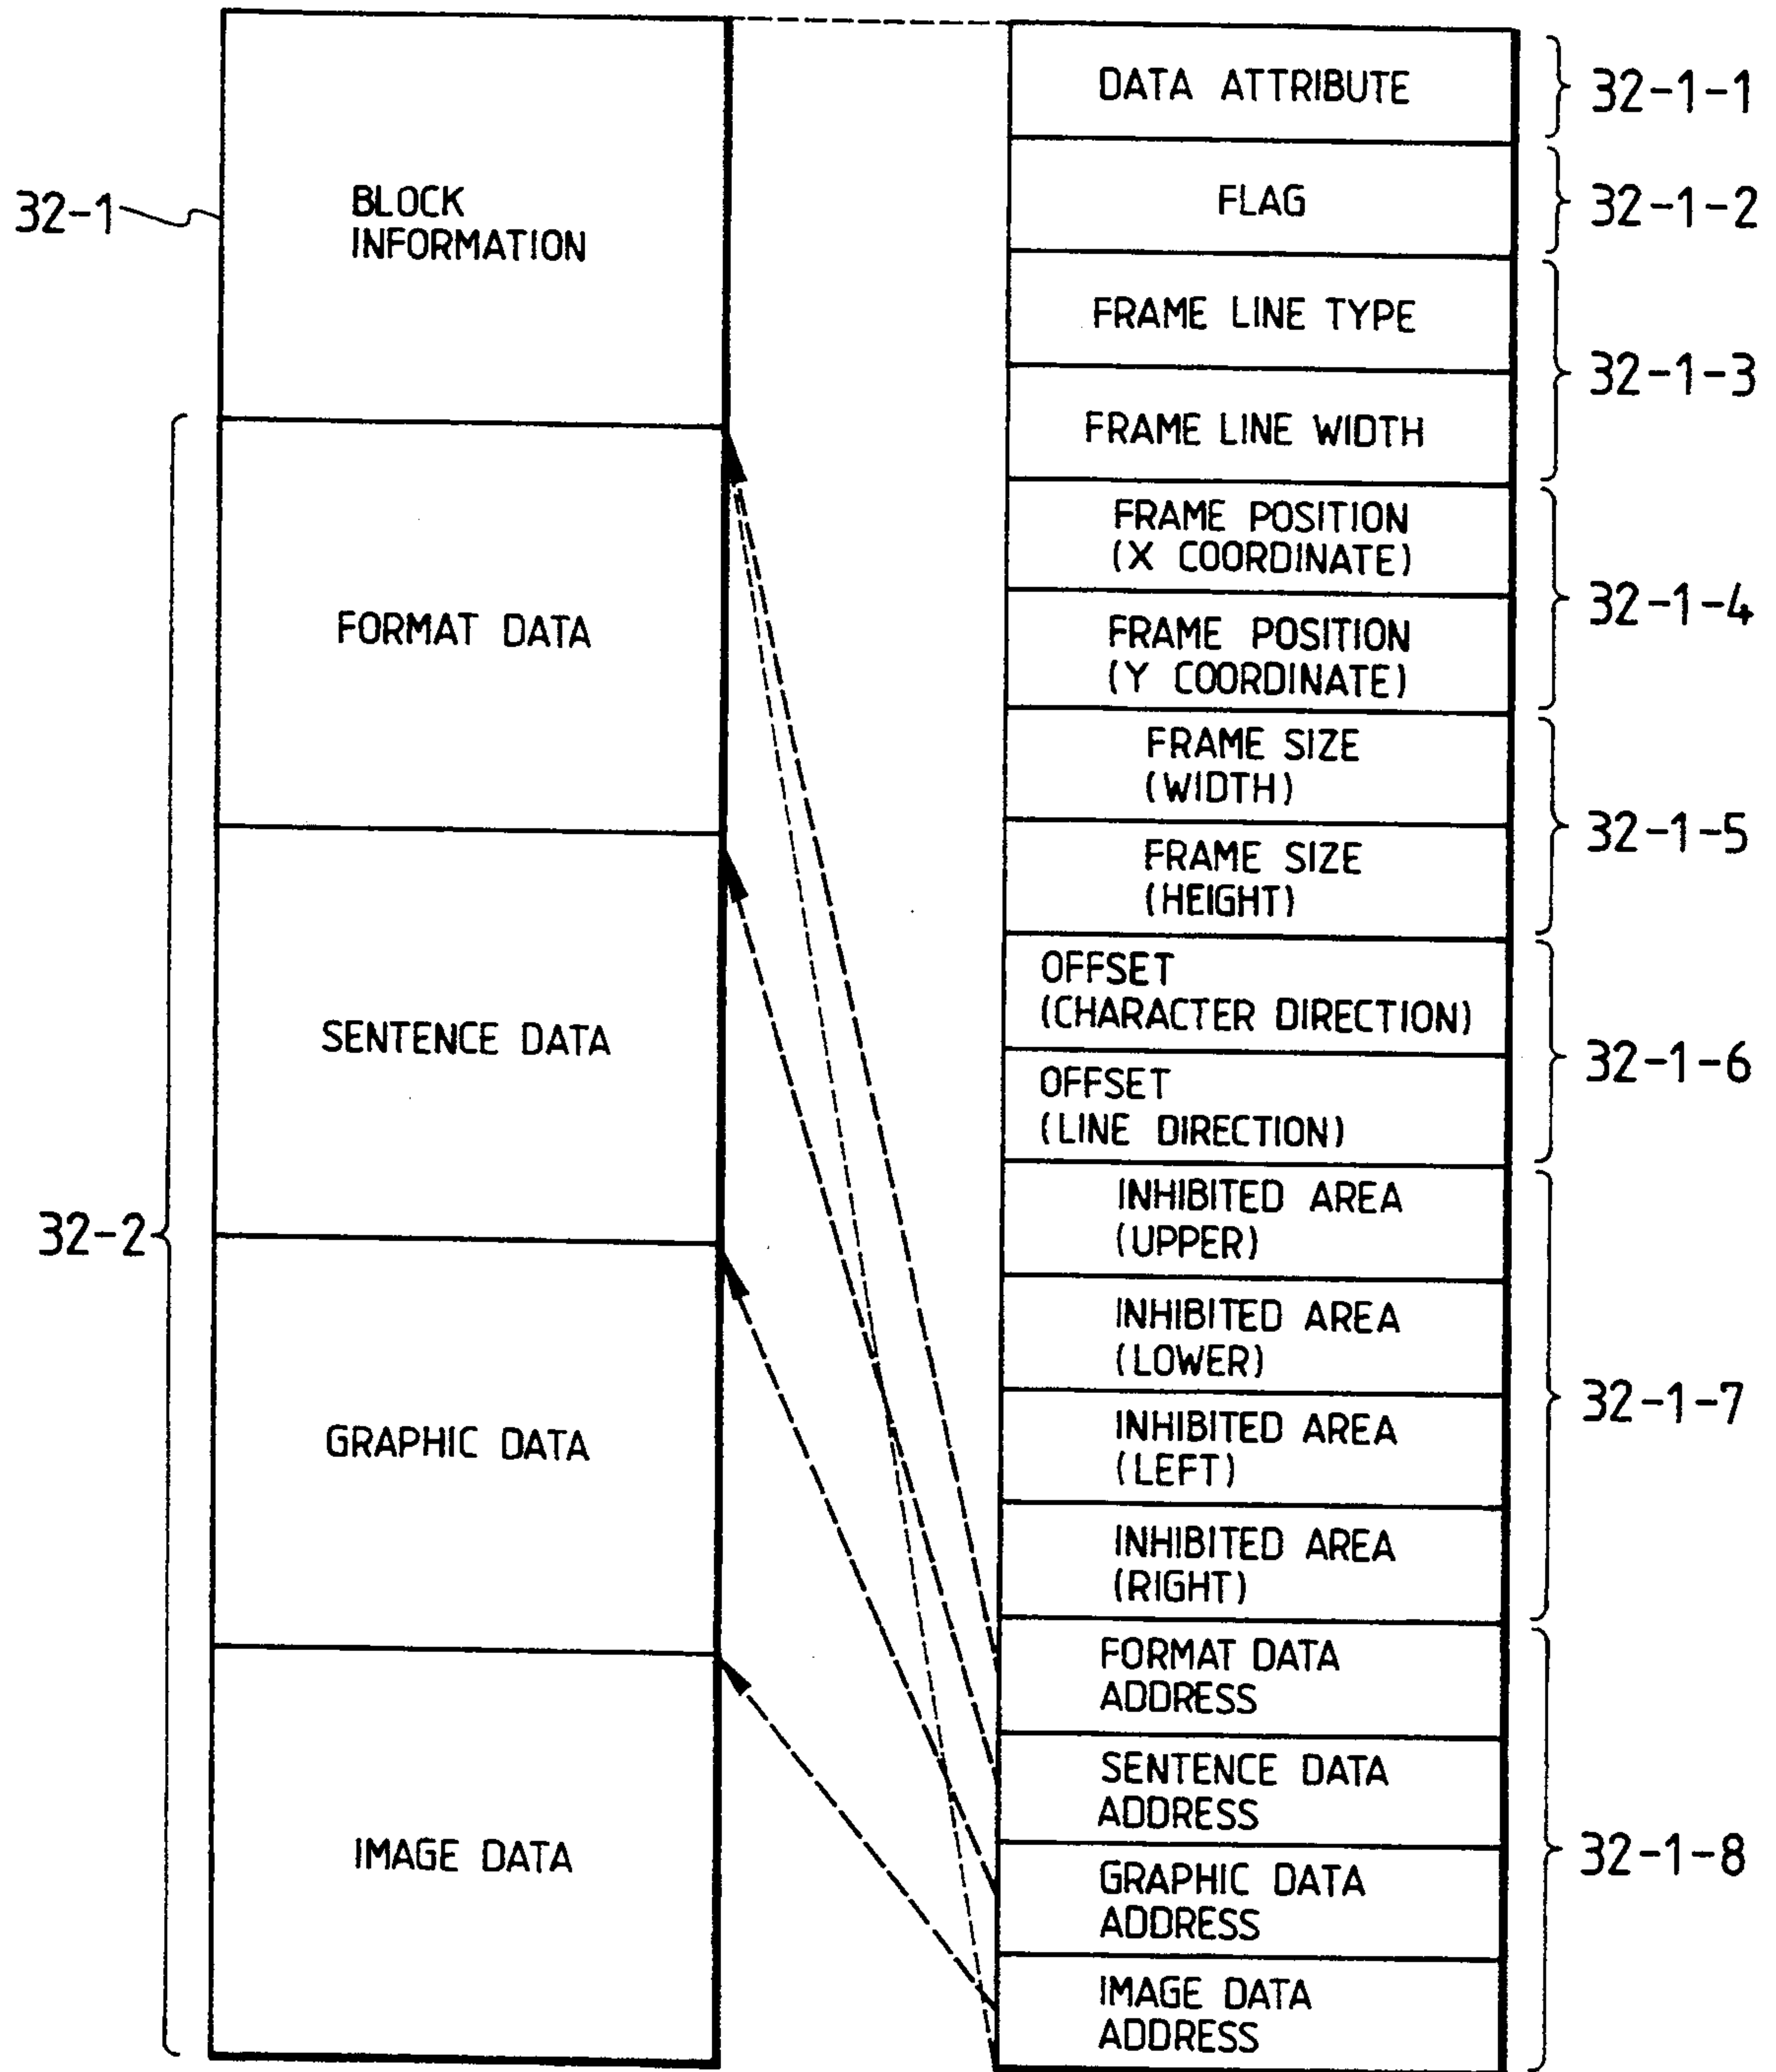 32-1
BLOCK
INFORMATION
32-2
FORMAT DATA
SENTENCE DATA
GRAPHIC DATA
IMAGE DATA
DATA ATTRIBUTE
32-1-1
FLAG
32-1-2
FRAME LINE TYPE
FRAME LINE WIDTH
32-1-3
FRAME POSITION
(X COORDINATE)
FRAME POSITION
(Y COORDINATE)
32-1-4
FRAME SIZE
(WIDTH)
FRAME SIZE
(HEIGHT)
32-1-5
OFFSET
(CHARACTER DIRECTION)
OFFSET
(LINE DIRECTION)
32-1-6
INHIBITED AREA
(UPPER)
INHIBITED AREA
(LOWER)
INHIBITED AREA
(LEFT)
INHIBITED AREA
(RIGHT)
32-1-7
FORMAT DATA
ADDRESS
SENTENCE DATA
ADDRESS
GRAPHIC DATA
ADDRESS
IMAGE DATA
ADDRESS
32-1-8